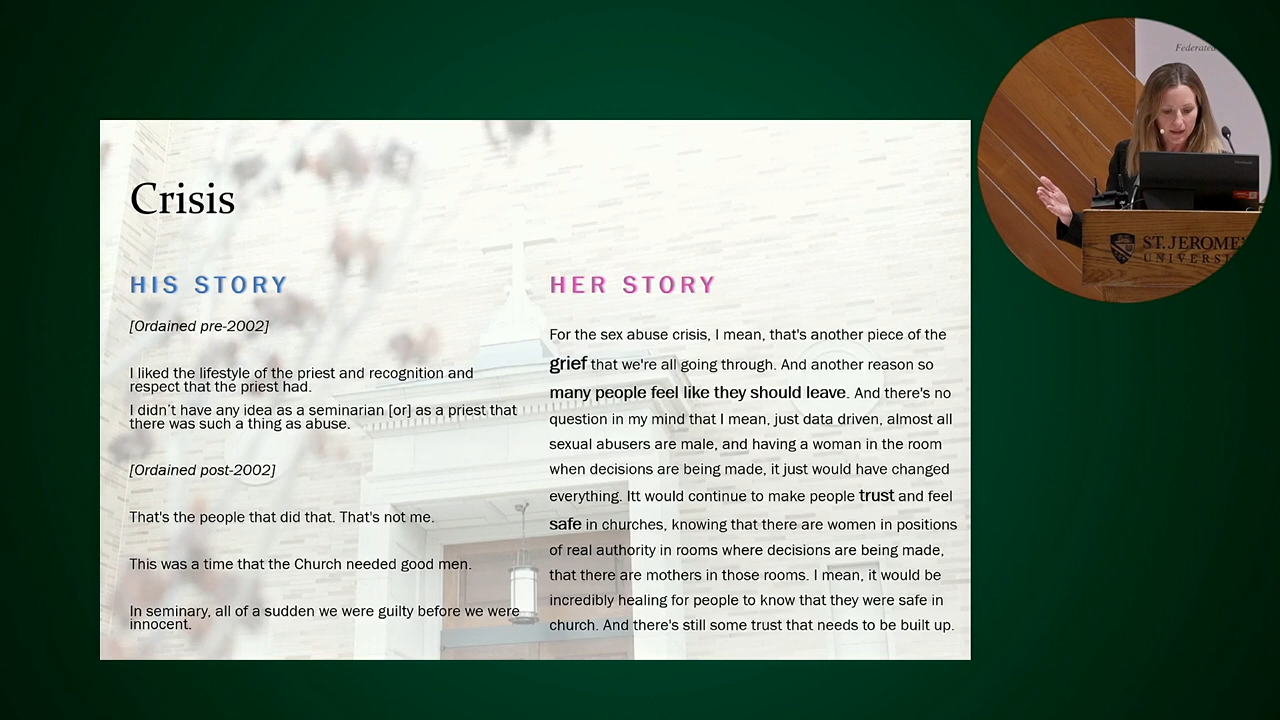 Crisis
HIS STORY
[Ordained pre-2002]
I liked the lifestyle of the priest and recognition and
respect that the priest had.
I didn't have any idea as a seminarian [or] as a priest that
there was such a thing as abuse.
[Ordained post-2002]
That's the people that did that. That's not me.
This was a time that the Church needed good men.
In seminary, all of a sudden we were guilty before we were
innocent.
HER STORY
For the sex abuse crisis, I mean, that's another piece of the
grief that we're all going through. And another reason so
many people feel like they should leave. And there's no
question in my mind that I mean, just data driven, almost all
sexual abusers are male, and having a woman in the room
when decisions are being made, it just would have changed
everything. Itt would continue to make people trust and feel
safe in churches, knowing that there are women in positions
of real authority in rooms where decisions are being made,
that there are mothers in those rooms. I mean, it would be
incredibly healing for people to know that they were safe in
church. And there's still some trust that needs to be built up.
Federated
ST. JEROME'
UNIVERSI